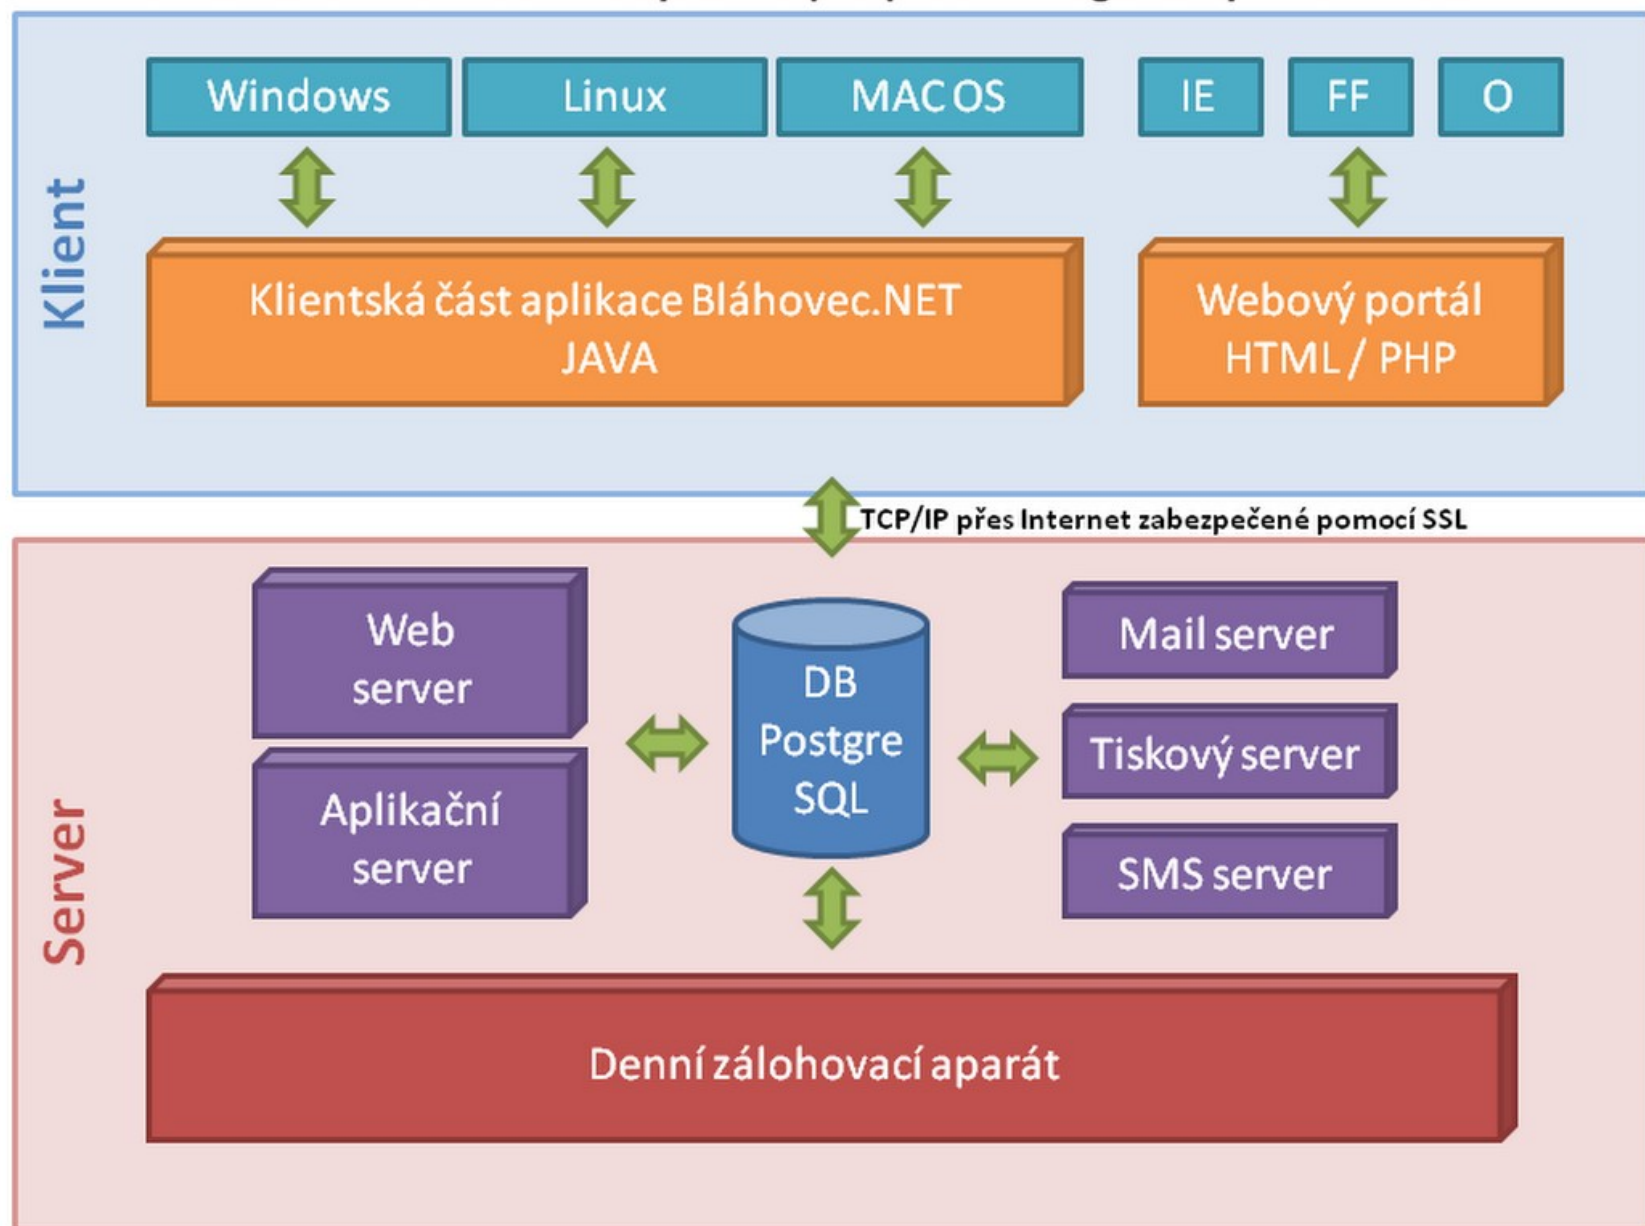 Windows
Linux
MAC OS
IE
FF
O
Klient
Klientská část aplikace Bláhovec.NET
JAVA
Webový portál
HTML / PHP
TCP/IP přes Internet zabezpečené pomocí SSL
Server
Web
server
Aplikační
server
DB
Postgre
SQL
Mail server
Tiskový server
SMS server
Denní zálohovací aparát